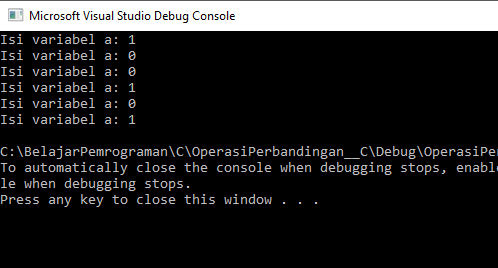 Microsoft Visual Studio Debug Console
Isi variabel a: 1
Isi variabel a: 0
Isi variabel a: 0
Isi variabel a: 1
Isi variabel a: 0
Isi variabel a: 1
C:\BelajarPemrograman\C\OperasiPerbandingan__C\Debug\OperasiPe
To automatically close the console when debugging stops, enabl
le when debugging stops.
Press any key to close this window . . .